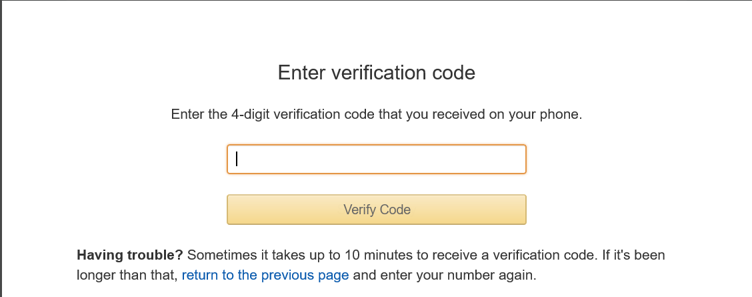 Enter verification code
Enter the 4-digit verification code that you received on your phone.
Verify Code
Having trouble? Sometimes it takes up to 10 minutes to receive a verification code. If it's been
longer than that, return to the previous page and enter your number again.